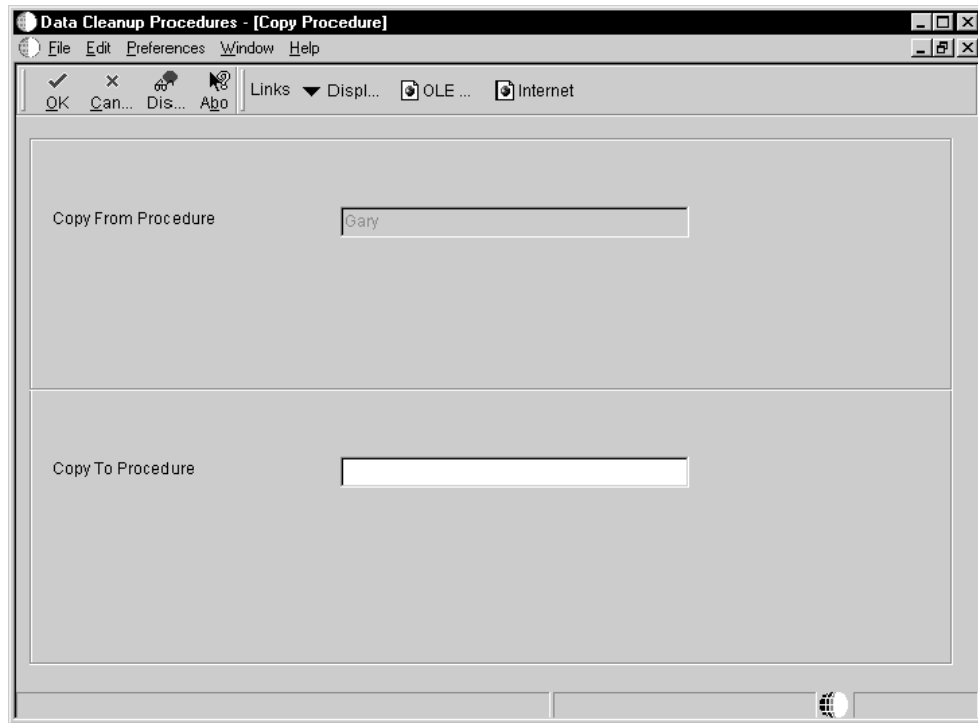 Data Cleanup Procedures - [Copy Procedure]
File Edit Preferences Window Help
OK Can... Dis... Abo Links Displ... OLE ... Internet
Copy From Procedure Gary
Copy To Procedure